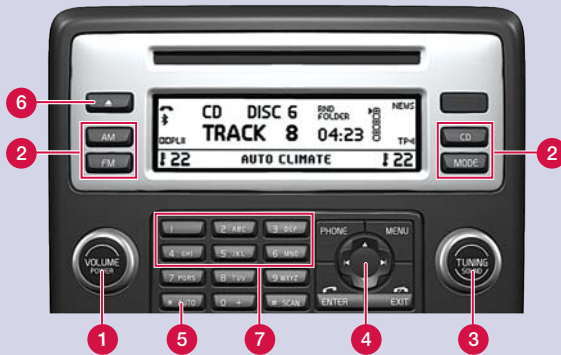 6
2
AM
FM
CD DISC 6 RND FOLDER NEWS
TRACK 8 04:23
DOPLII TP
22 AUTO CLIMATE 22
CD
MODE
2
VOLUME
POWER
1
2 ABC 3 DEF
4 GHI 5 JKL 6 MNO
7 PQRS 8 TUV 9 WXYZ
* AUTO 0 + # SCAN
PHONE MENU
ENTER EXIT
TUNING
SOUND
1 5 7 4 3